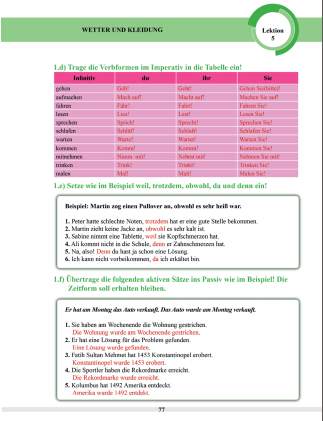 WETTER UND KLEIDUNG
Lektion
5
1.d) Trage die Verbformen im Imperativ in die Tabelle ein!
Infinitiv du ihr Sie
gehen Geh! Geht! Gehen Sie bitte!
aufmachen Mach auf! Macht auf! Machen Sie auf!
fahren Fahr! Fahrt! Fahren Sie!
lesen Lies! Lest! Lesen Sie!
sprechen Sprich! Sprecht! Sprechen Sie!
schlafen Schlaf! Schlaft! Schlafen Sie!
warten Warte! Wartet! Warten Sie!
kommen Komm! Kommt! Kommen Sie!
mitnehmen Nimm mit! Nehmt mit! Nehmen Sie mit!
trinken Trink! Trinkt! Trinken Sie!
malen Mal! Malt! Malen Sie!
1.e) Setze wie im Beispiel weil, trotzdem, obwohl, da und denn ein!
Beispiel: Martin zog einen Pullover an, obwohl es sehr heiß war.
1. Peter hatte schlechte Noten, trotzdem hat er eine gute Stelle bekommen.
2. Martin zieht keine Jacke an, obwohl es sehr kalt ist.
3. Sabine nimmt eine Tablette, weil sie Kopfschmerzen hat.
4. Ali kommt nicht in die Schule, denn er Zahnschmerzen hat.
5. Na, also! Denn du hast ja schon eine Lösung.
6. Ich kann nicht vorbeikommen, da ich erkältet bin.
1.f) Übertrage die folgenden aktiven Sätze ins Passiv wie im Beispiel! Die
Zeitform soll erhalten bleiben.
Er hat am Montag das Auto verkauft. Das Auto wurde am Montag verkauft.
1. Sie haben am Wochenende die Wohnung gestrichen.
Die Wohnung wurde am Wochenende gestrichen.
2. Er hat eine Lösung für das Problem gefunden.
Eine Lösung wurde gefunden.
3. Fatih Sultan Mehmet hat 1453 Konstantinopel erobert.
Konstantinopel wurde 1453 erobert.
4. Die Sportler haben die Rekordmarke erreicht.
Die Rekordmarke wurde erreicht.
5. Kolumbus hat 1492 Amerika entdeckt.
Amerika wurde 1492 entdekt.
77